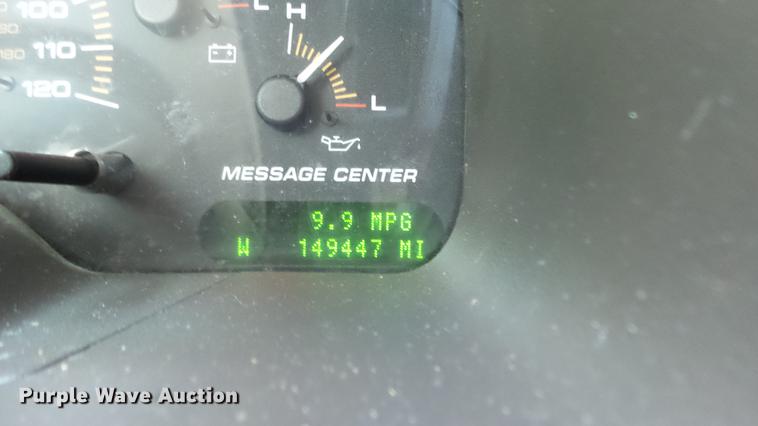 100
L
H
110
120
L
MESSAGE CENTER
9.9 MPG
W 149447 MI
Purple Wave Auction